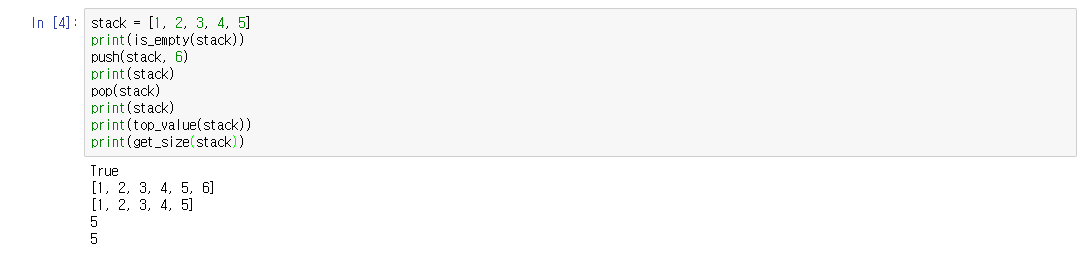 In [4]: stack = [1, 2, 3, 4, 5]
print(is_empty(stack))
push(stack, 6)
print(stack)
pop(stack)
print(stack)
print(top_value(stack))
print(get_size(stack))
True
[1, 2, 3, 4, 5, 6]
[1, 2, 3, 4, 5]
5
5